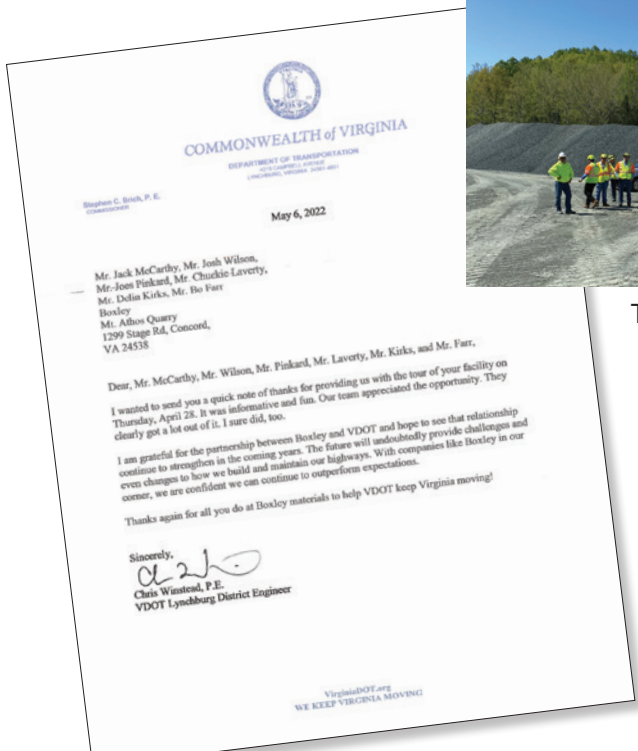 COMMONWEALTH of VIRGINIA
DEPARTMENT OF TRANSPORTATION
4219 CAMPBELL AVENUE
LYNCHBURG, VIRGINIA 24501-4801
Stephen C. Brich, P. E.
COMMISSIONER
May 6, 2022
Mr. Jack McCarthy, Mr. Josh Wilson,
Mr. Joes Pinkard, Mr. Chuckie Laverty,
Mr. Delin Kirks, Mr. Bo Farr
Boxley
Mt. Athos Quarry
1299 Stage Rd, Concord,
VA 24538
Dear, Mr. McCarthy, Mr. Wilson, Mr. Pinkard, Mr. Laverty, Mr. Kirks, and Mr. Farr,
I wanted to send you a quick note of thanks for providing us with the tour of your facility on
Thursday, April 28. It was informative and fun. Our team appreciated the opportunity. They
clearly got a lot out of it. I sure did, too.
I am grateful for the partnership between Boxley and VDOT and hope to see that relationship
continue to strengthen in the coming years. The future will undoubtedly provide challenges and
even changes to how we build and maintain our highways. With companies like Boxley in our
corner, we are confident we can continue to outperform expectations.
Thanks again for all you do at Boxley materials to help VDOT keep Virginia moving!
Sincerely,
Chris Winstead, P.E.
VDOT Lynchburg District Engineer
VirginiaDOT.org
WE KEEP VIRGINIA MOVING
T